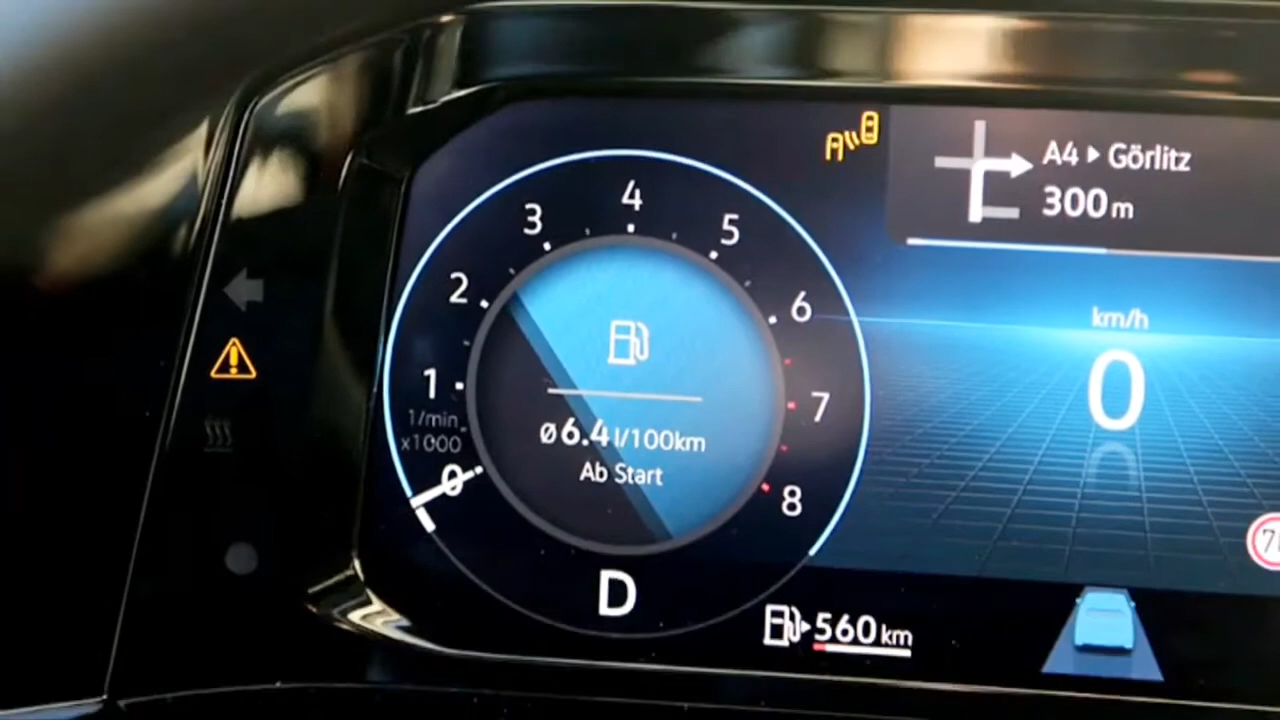 A4 ▸ Görlitz
300 m
0
1
2
3
4
5
6
7
8
1/min
x1000
ø 6.4 l/100km
Ab Start
D
km/h
0
560 km